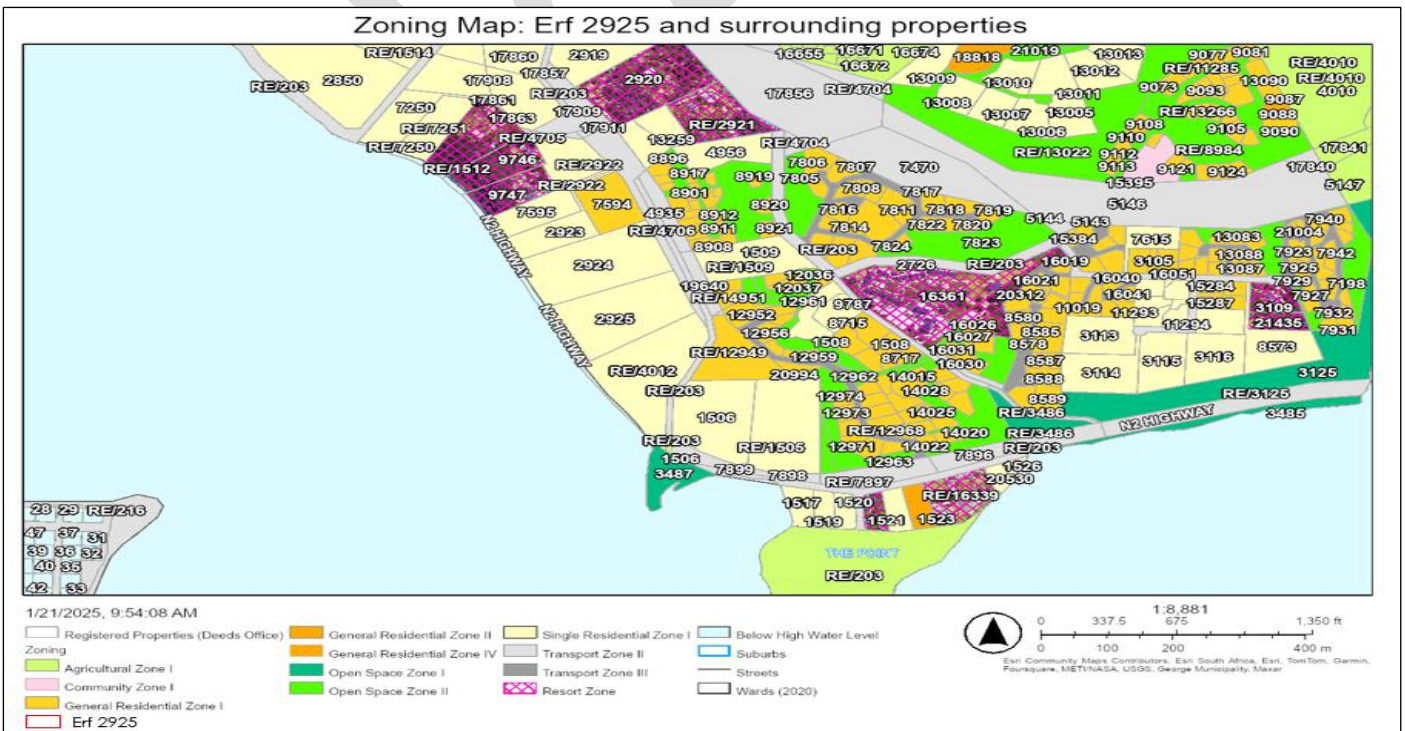 Zoning Map: Erf 2925 and surrounding properties
RE/1514 17860 2919 16655 16671 16674 18818 21019 13013 9077 9081
RE/203 2850 17908 17857 2920 16672 13009 13010 13012 RE/11285 RE/4010
RE/203 17856 RE/4704 13011 9073 9093 13090 RE/4010
7250 17861 17909 13008 13007 13005 RE/13266 9087 4010
RE/7251 17863 17911 RE/2921 13006 9108 9105 9088
RE/7250 RE/4705 13259 RE/4704 9110 9090
RE/1512 9746 RE/2922 8896 4956 7806 7807 7470 RE/13022 9112 RE/8984 17841
9747 RE/2922 8917 8919 7805 9113 9121 9124 17840
7595 7594 8901 7808 7817 15395 5147
2923 4935 8912 8920 7816 7811 7818 7819 5144 5143 5146 7940
RE/4706 8911 8921 7814 7822 7820 15384 7615 13083 21004
N2 HIGHWAY 8908 1509 RE/203 7824 7823 13088 7923 7942
2924 RE/1509 2726 RE/203 16019 3105 13087 7925
19640 12036 16021 16040 16051 7929 7198
RE/14951 12037 16361 20312 16041 15284 7927
N2 HIGHWAY 2925 12952 12961 9787 11019 11293 15287 3109 7932
12956 8715 16026 8580 11294 21435 7931
RE/12949 1508 1508 16027 8585 3113 8573
RE/4012 12959 8717 16031 8578 3115 3116
RE/203 20994 12962 14015 16030 8587 3114 3125
1506 12974 14028 8588 RE/3125
12973 14025 8589 N2 HIGHWAY 3485
RE/203 RE/1505 RE/12968 14020 RE/3486
1506 12971 14022 RE/3486
3487 7899 7898 12963 7896 RE/203
RE/7897 1526
28 29 RE/216 1517 1520 RE/16339 20530
47 37 31 1519 1521 1523
39 36 32 THE POINT
40 35 RE/203
42 33
1/21/2025, 9:54:08 AM
Registered Properties (Deeds Office)
Zoning
Agricultural Zone I
Community Zone I
General Residential Zone I
Erf 2925
General Residential Zone II
General Residential Zone IV
Open Space Zone I
Open Space Zone II
Single Residential Zone I
Transport Zone II
Transport Zone III
Resort Zone
Below High Water Level
Suburbs
Streets
Wards (2020)
1:8,881
0 337.5 675 1,350 ft
0 100 200 400 m
Esri Community Maps Contributors, Esri South Africa, Esri, TomTom, Garmin,
Foursquare, METI/NASA, USGS, George Municipality, Maxar